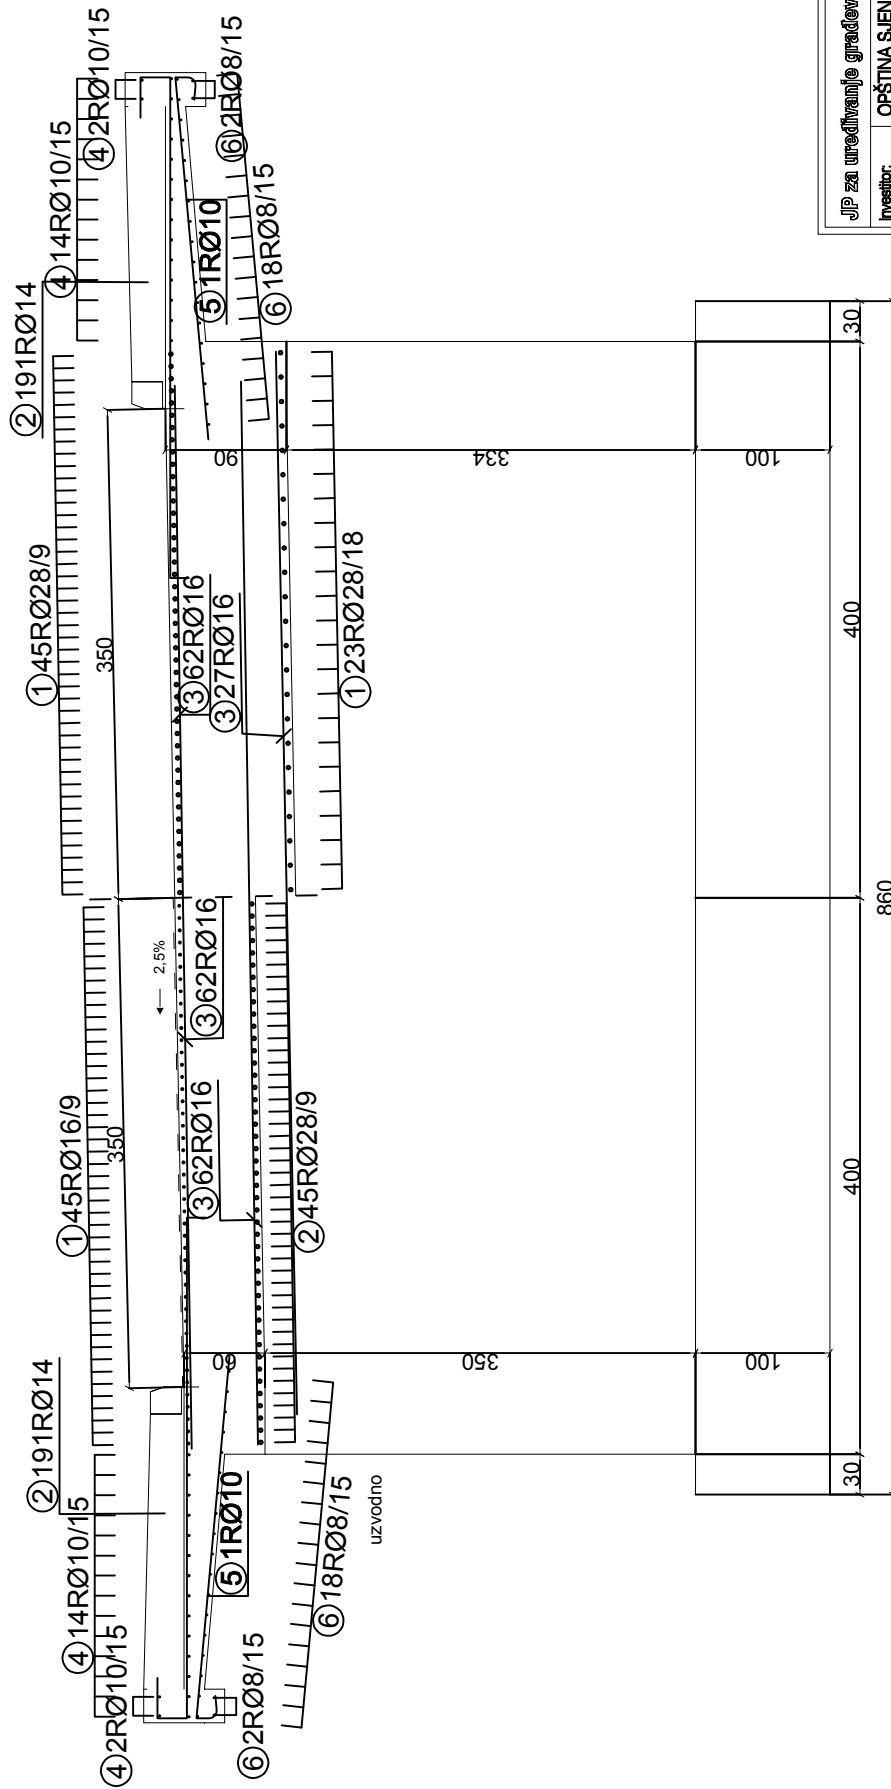 ④2RØ10/15
④14RØ10/15
②191RØ14
①45RØ16/9
①45RØ28/9
②191RØ14
④14RØ10/15
④2RØ10/15
350
350
2,5%
⑥2RØ8/15
⑤1RØ10
⑥18RØ8/15
uzvodno
③62RØ16
③62RØ16
③62RØ16
③27RØ16
②45RØ28/9
①23RØ28/18
⑤1RØ10
⑥18RØ8/15
⑥2RØ8/15
60
350
100
90
334
100
30
400
400
30
860
JP za uređivanje građev
Investitor:
OPŠTINA SJEN